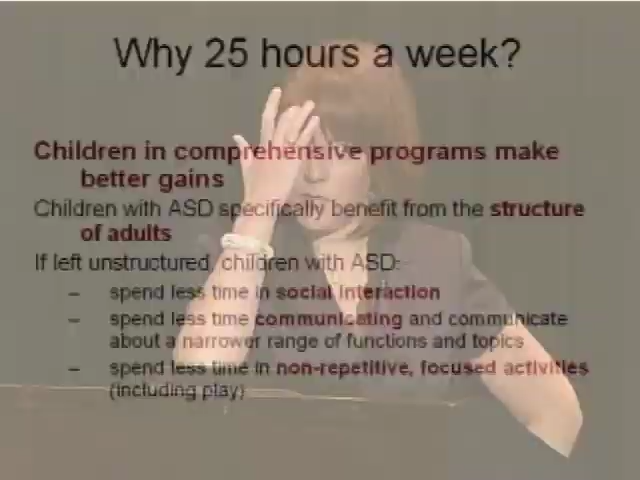 Why 25 hours a week?
Children in comprehensive programs make
better gains
Children with ASD specifically benefit from the structure
of adults
If left unstructured, children with ASD:
– spend less time in social interaction
– spend less time communicating and communicate
about a narrower range of functions and topics
– spend less time in non-repetitive, focused activities
(including play)